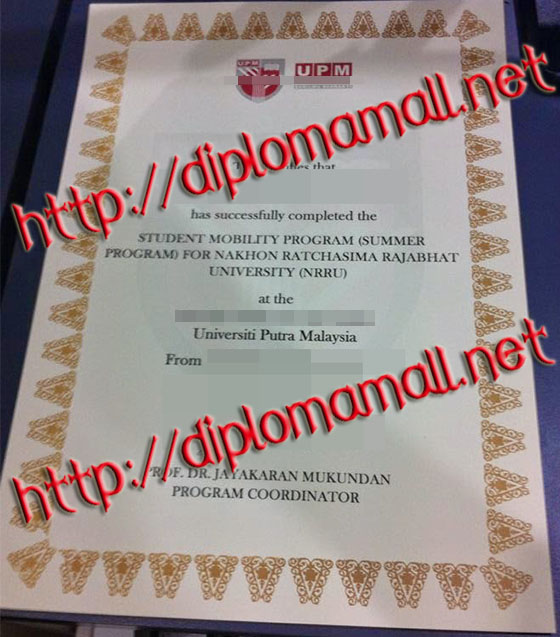 UPM UPM
http://diplomamall.net
that
has successfully completed the
STUDENT MOBILITY PROGRAM (SUMMER
PROGRAM) FOR NAKHON RATCHASIMA RAJABHAT
UNIVERSITY (NRRU)
at the
Universiti Putra Malaysia
From
http://diplomamall.net
PROF. DR. JAYAKARAN MUKUNDAN
PROGRAM COORDINATOR